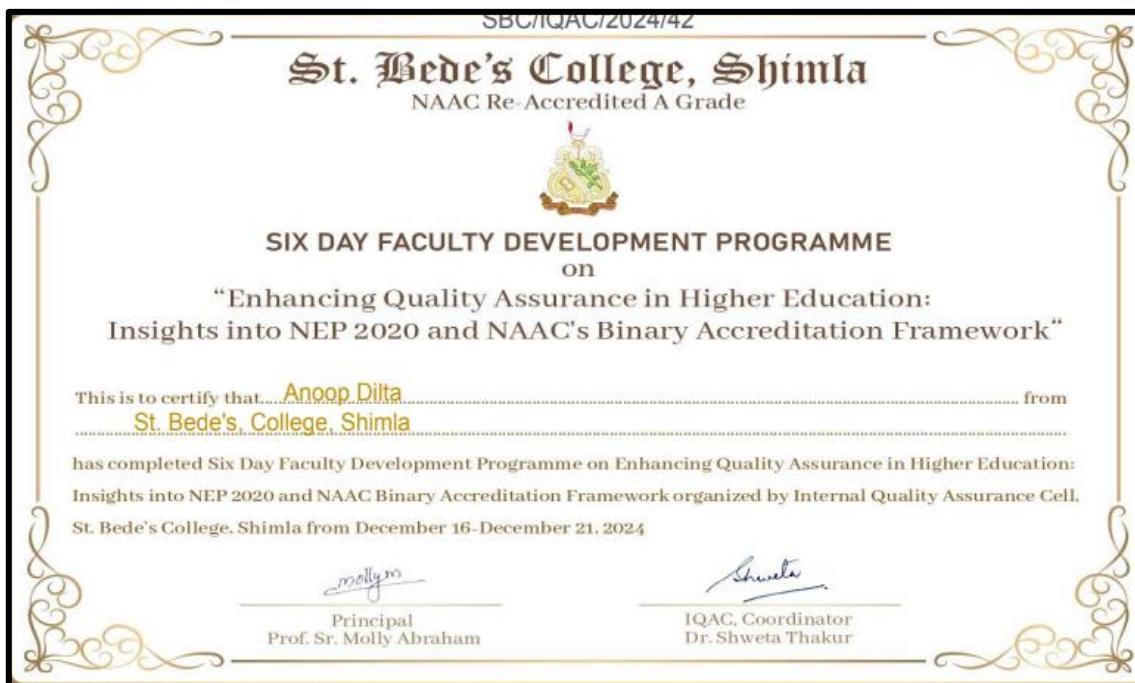 SBC/IQAC/2024/42
St. Bede's College, Shimla
NAAC Re-Accredited A Grade
SIX DAY FACULTY DEVELOPMENT PROGRAMME
on
“Enhancing Quality Assurance in Higher Education:
Insights into NEP 2020 and NAAC's Binary Accreditation Framework“
This is to certify that.... Anoop Dilta .... from
St. Bede's, College, Shimla
has completed Six Day Faculty Development Programme on Enhancing Quality Assurance in Higher Education:
Insights into NEP 2020 and NAAC Binary Accreditation Framework organized by Internal Quality Assurance Cell,
St. Bede's College, Shimla from December 16-December 21, 2024
mollym
Shweta
Principal
Prof. Sr. Molly Abraham
IQAC, Coordinator
Dr. Shweta Thakur